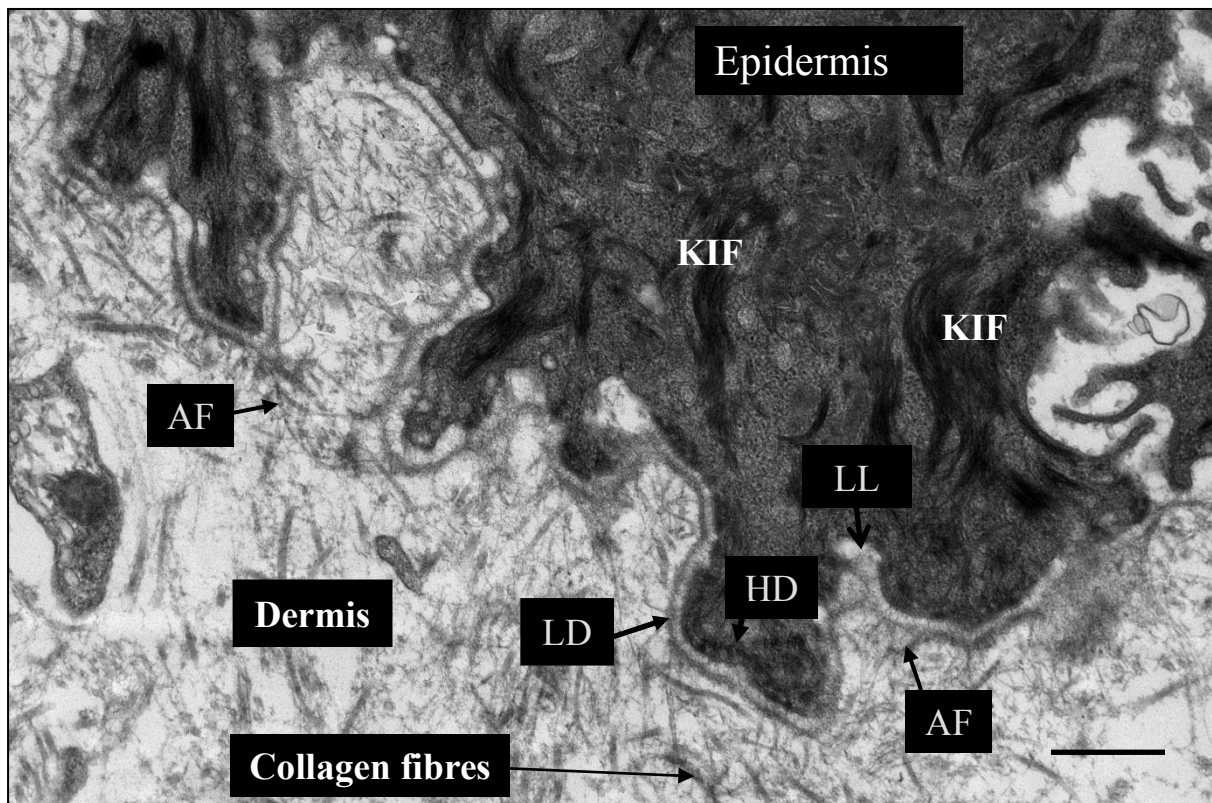 Epidermis
KIF
KIF
AF
LL
HD
Dermis
LD
AF
Collagen fibres